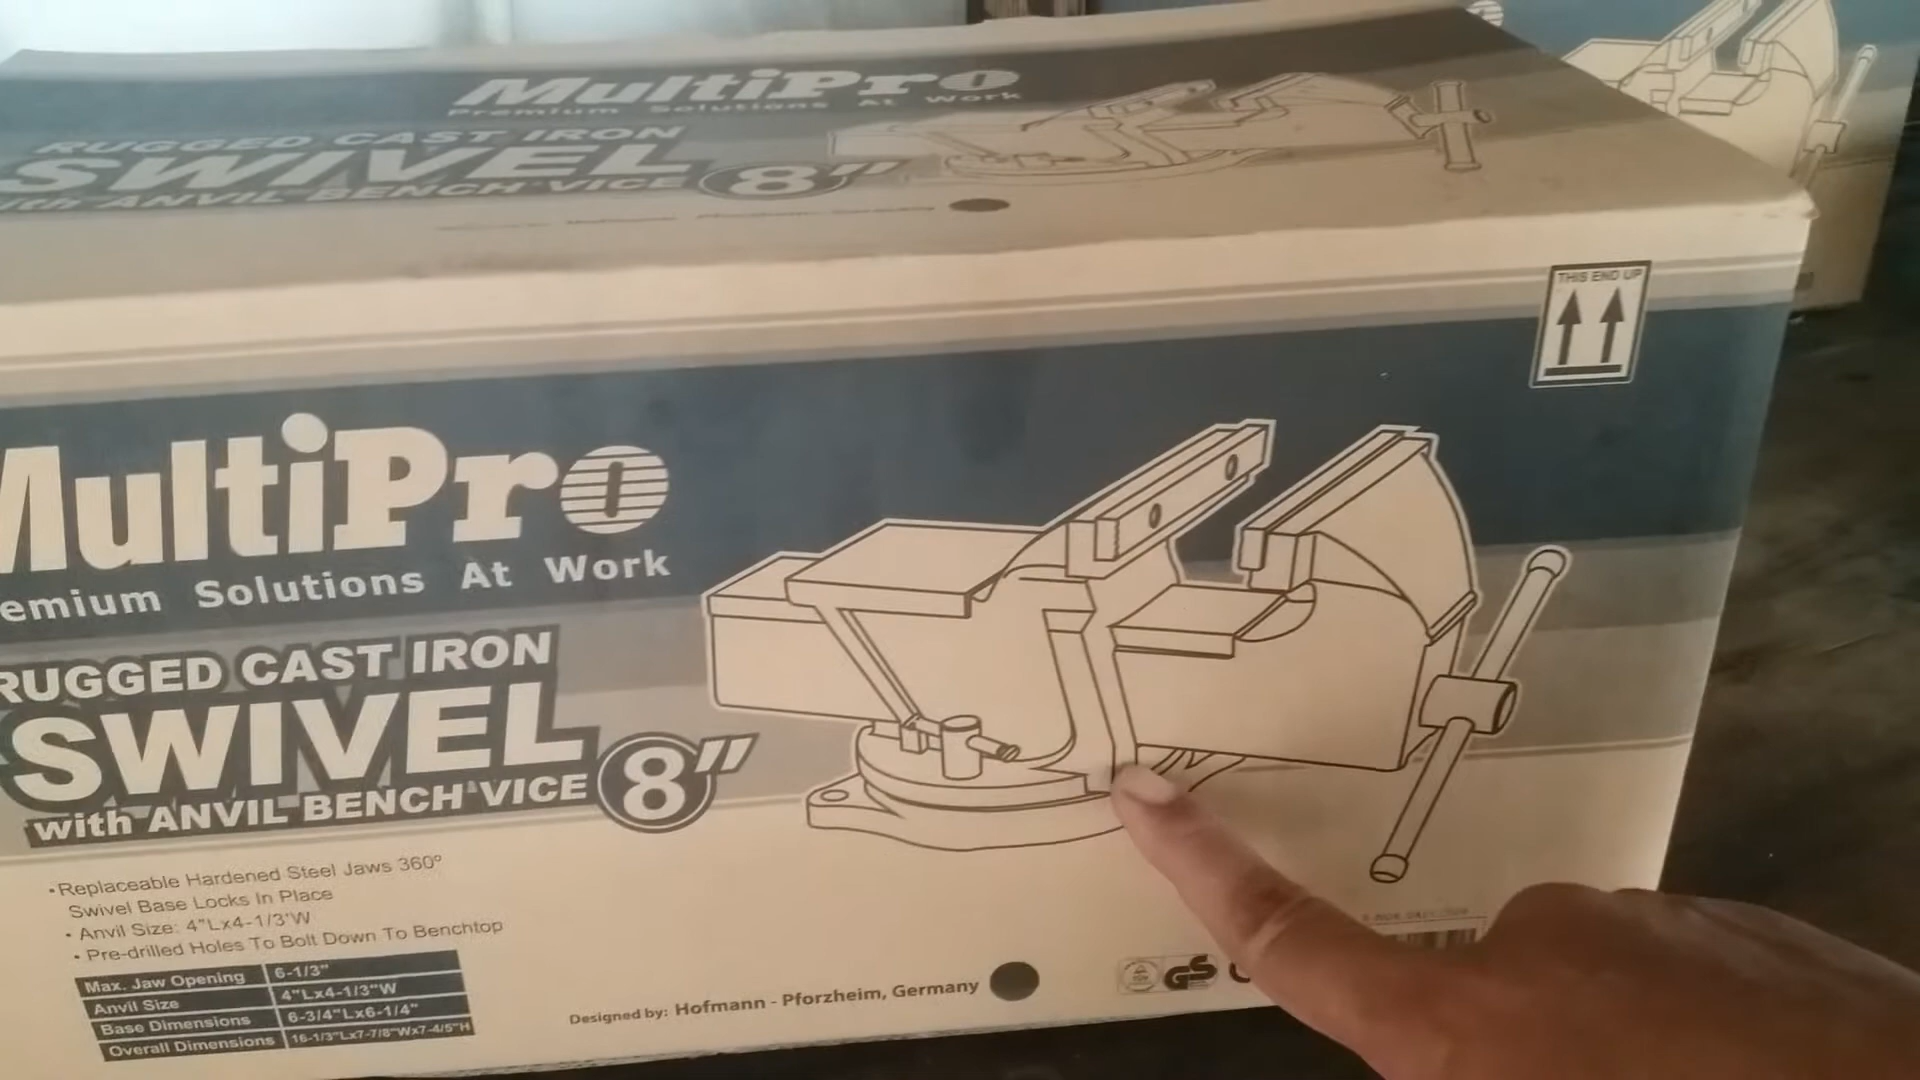 MultiPro
Premium Solutions At Work
RUGGED CAST IRON
SWIVEL
with ANVIL BENCH VICE 8"
THIS END UP
MultiPro
emium Solutions At Work
RUGGED CAST IRON
SWIVEL
with ANVIL BENCH VICE 8"
•Replaceable Hardened Steel Jaws 360º
Swivel Base Locks In Place
• Anvil Size: 4"Lx4-1/3"W
• Pre-drilled Holes To Bolt Down To Benchtop
Max. Jaw Opening 6-1/3"
Anvil Size 4"Lx4-1/3"W
Base Dimensions 6-3/4"Lx6-1/4"
Overall Dimensions 16-1/3"Lx7-7/8"Wx7-4/5"H
Designed by: Hofmann - Pforzheim, Germany
GS